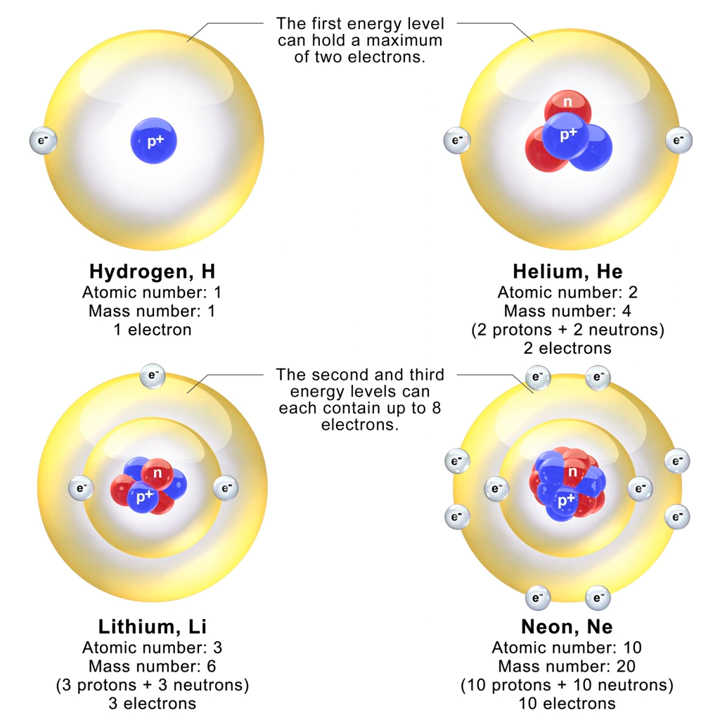 The first energy level
can hold a maximum
of two electrons.
e-
p+
e-
n
p+
e-
Hydrogen, H
Atomic number: 1
Mass number: 1
1 electron
Helium, He
Atomic number: 2
Mass number: 4
(2 protons + 2 neutrons)
2 electrons
The second and third
energy levels can
each contain up to 8
electrons.
e-
e-
n
p+
e-
e-
e-
e-
e-
e-
n
p+
e-
e-
e-
e-
e-
Lithium, Li
Atomic number: 3
Mass number: 6
(3 protons + 3 neutrons)
3 electrons
Neon, Ne
Atomic number: 10
Mass number: 20
(10 protons + 10 neutrons)
10 electrons